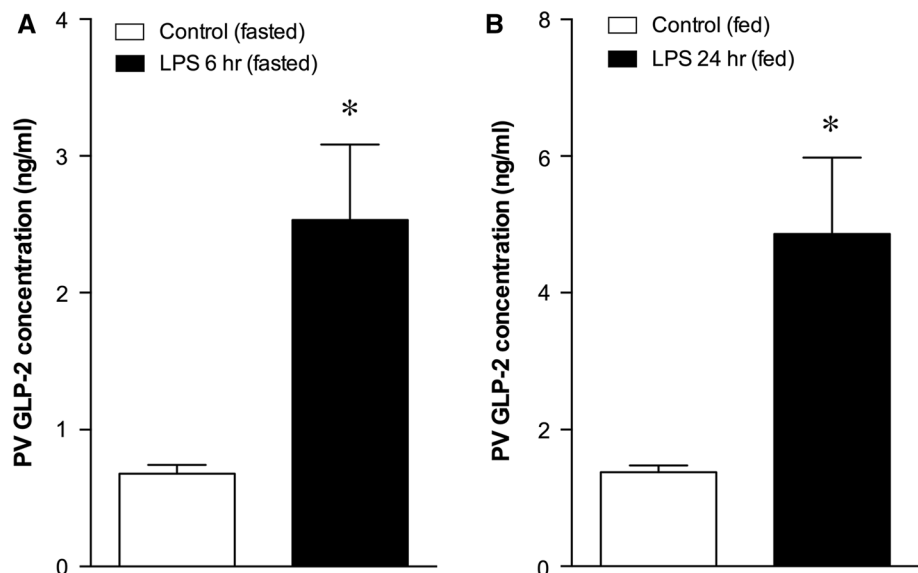 A
Control (fasted)
LPS 6 hr (fasted)
PV GLP-2 concentration (ng/ml)
4
3
2
1
0
*
B
Control (fed)
LPS 24 hr (fed)
PV GLP-2 concentration (ng/ml)
8
6
4
2
0
*